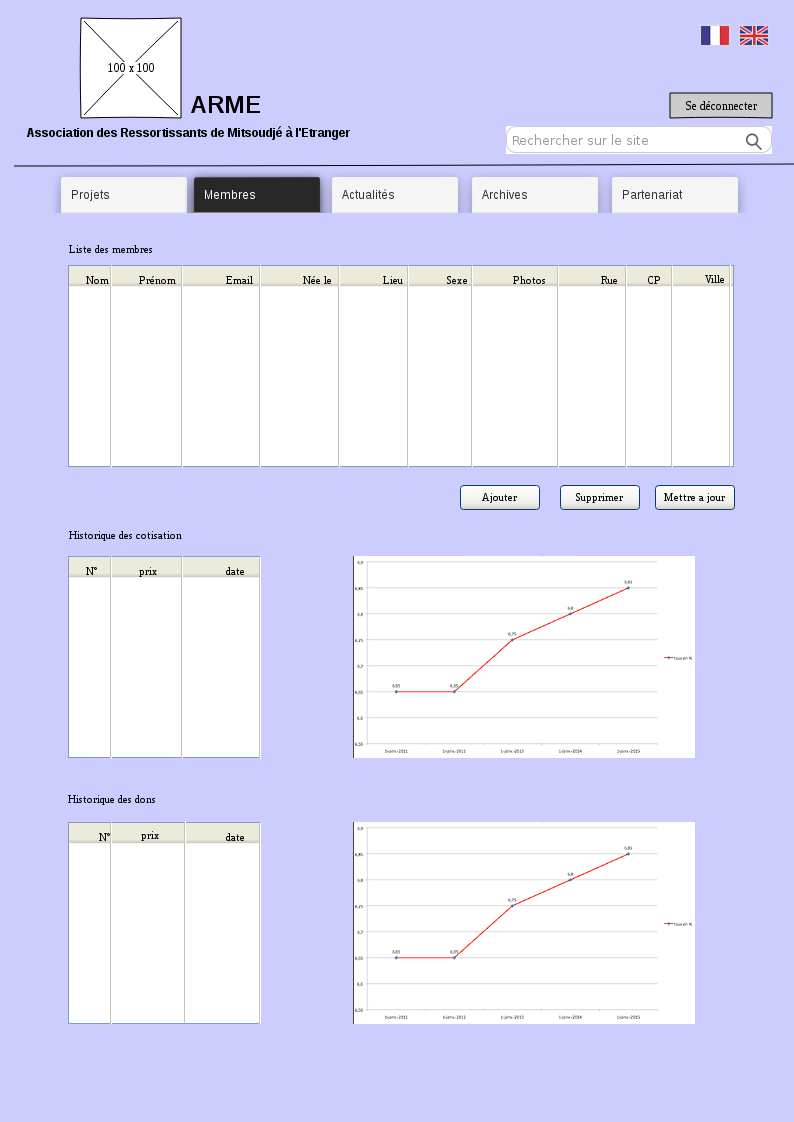 100 x 100
ARME
Se déconnecter
Association des Ressortissants de Mitsoudjé à l'Etranger
Rechercher sur le site
Projets
Membres
Actualités
Archives
Partenariat
Liste des membres
Nom Prénom Email Née le Lieu Sexe Photos Rue CP Ville
Ajouter
Supprimer
Mettre a jour
Historique des cotisation
N° prix date
6,9
6,85
6,8
6,75
6,7
6,65
6,6
6,55
6,65
6,65
6,75
6,8
6,85
1-janv.-2012
1-janv.-2013
1-janv.-2014
1-janv.-2015
Taux en %
Historique des dons
N° prix date
6,9
6,85
6,8
6,75
6,7
6,65
6,6
6,55
6,65
6,65
6,75
6,8
6,85
1-janv.-2012
1-janv.-2013
1-janv.-2014
1-janv.-2015
Taux en %